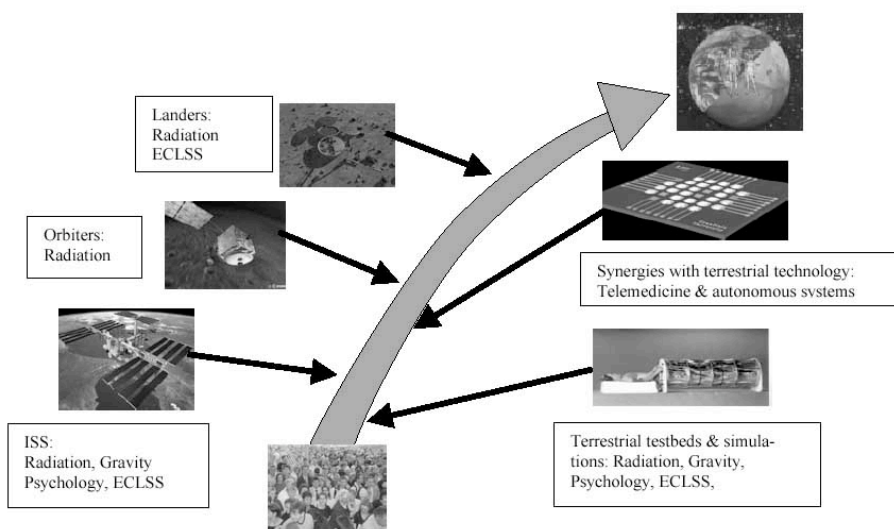 Landers:
Radiation
ECLSS
Orbiters:
Radiation
Synergies with terrestrial technology:
Telemedicine & autonomous systems
ISS:
Radiation, Gravity
Psychology, ECLSS
Terrestrial testbeds & simula-
tions: Radiation, Gravity,
Psychology, ECLSS,